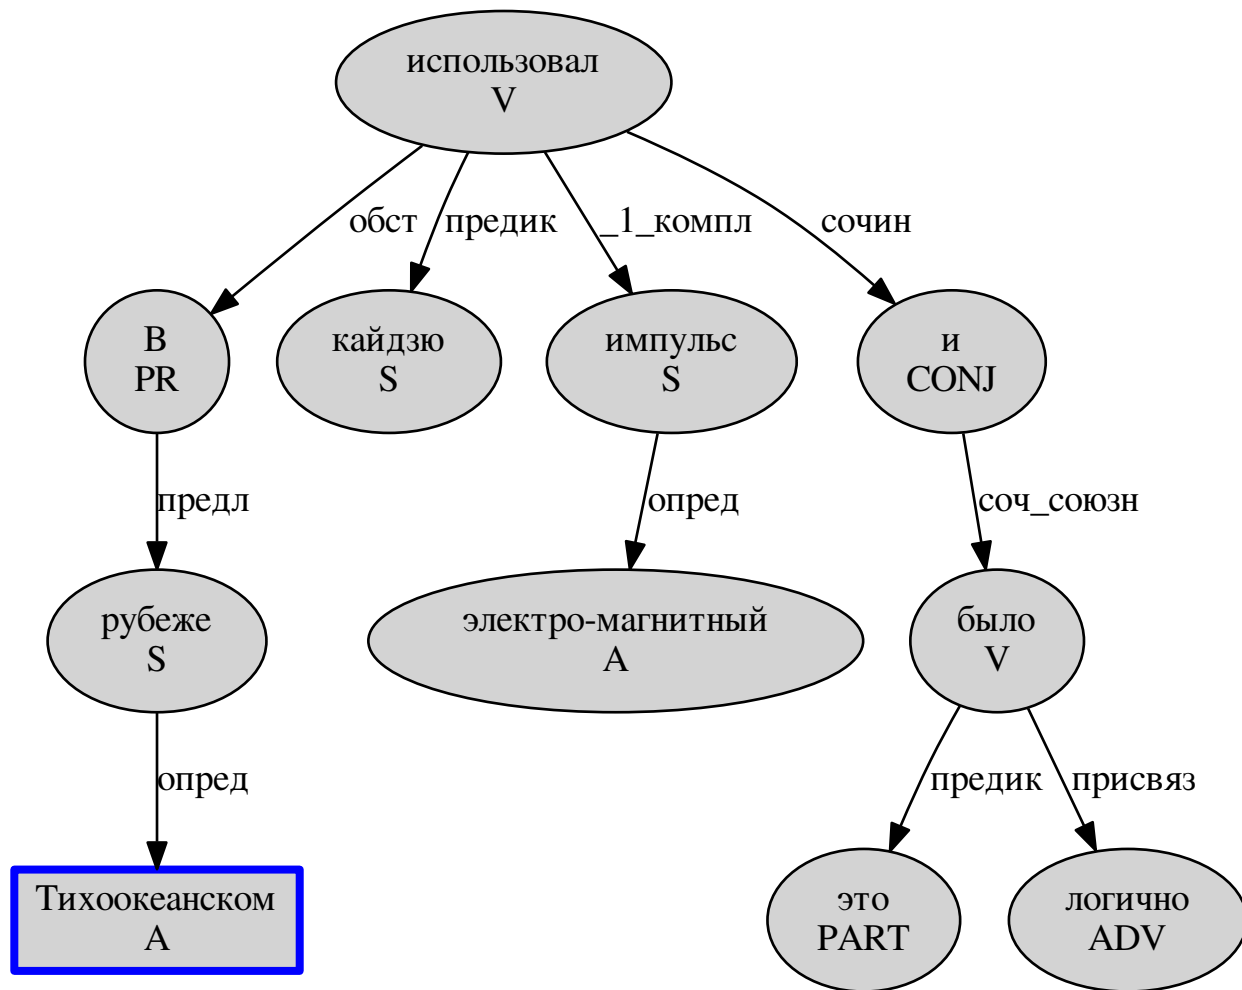 использовал
V
обст
предик
_1_компл
сочин
В
PR
кайдзю
S
импульс
S
и
CONJ
предл
опред
соч_союзн
рубеже
S
электро-магнитный
A
было
V
опред
предик
присвяз
Тихоокеанском
A
это
PART
логично
ADV